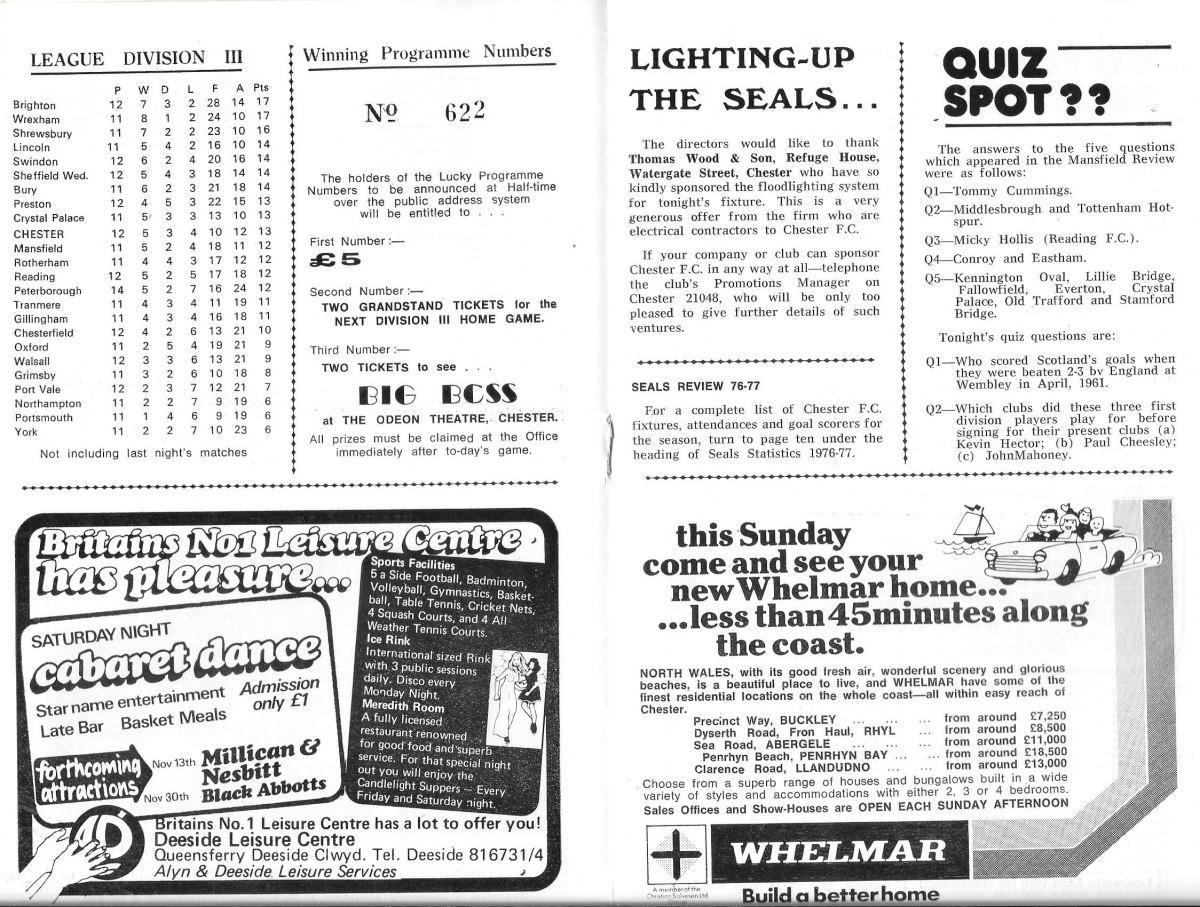 LEAGUE DIVISION III
P W D L F A Pts
Brighton 12 7 3 2 28 14 17
Wrexham 11 8 1 2 24 10 17
Shrewsbury 11 7 2 2 23 10 16
Lincoln 11 5 4 2 16 10 14
Swindon 12 6 2 4 20 16 14
Sheffield Wed. 12 5 4 3 18 14 14
Bury 11 6 2 3 21 18 14
Preston 12 4 5 3 22 15 13
Crystal Palace 11 5 3 3 13 10 13
CHESTER 12 5 3 4 10 12 13
Mansfield 11 5 2 4 18 11 12
Rotherham 11 4 4 3 17 12 12
Reading 12 5 2 5 17 18 12
Peterborough 14 5 2 7 16 24 12
Tranmere 11 4 3 4 11 19 11
Gillingham 11 4 3 4 16 18 11
Chesterfield 12 4 2 6 13 21 10
Oxford 11 2 5 4 19 21 9
Walsall 12 3 3 6 13 21 9
Grimsby 11 3 2 6 10 18 8
Port Vale 12 2 3 7 12 21 7
Northampton 11 2 2 7 9 19 6
Portsmouth 11 1 4 6 9 19 6
York 11 2 2 7 10 23 6
Not including last night's matches
Winning Programme Numbers
Nº 622
The holders of the Lucky Programme
Numbers to be announced at Half-time
over the public address system
will be entitled to . . .
First Number :—
£5
Second Number :—
TWO GRANDSTAND TICKETS for the
NEXT DIVISION III HOME GAME.
Third Number :—
TWO TICKETS to see . . .
BIG BOSS
at THE ODEON THEATRE, CHESTER.
All prizes must be claimed at the Office
immediately after to-day's game.
Britains No1 Leisure Centre
has pleasure...
SATURDAY NIGHT
cabaret dance
Star name entertainment Admission
only £1
Late Bar Basket Meals
forthcoming
attractions
Nov 13th Millican &
Nesbitt
Nov 30th Black Abbotts
Sports Facilities
5 a Side Football, Badminton,
Volleyball, Gymnastics, Basket-
ball, Table Tennis, Cricket Nets,
4 Squash Courts, and 4 All
Weather Tennis Courts.
Ice Rink
International sized Rink
with 3 public sessions
daily. Disco every
Monday Night.
Meredith Room
A fully licensed
restaurant renowned
for good food and superb
service. For that special night
out you will enjoy the
Candlelight Suppers — Every
Friday and Saturday night.
Britains No.1 Leisure Centre has a lot to offer you!
Deeside Leisure Centre
Queensferry Deeside Clwyd. Tel. Deeside 816731/4
Alyn & Deeside Leisure Services
LIGHTING-UP
THE SEALS...
The directors would like to thank
Thomas Wood & Son, Refuge House,
Watergate Street, Chester who have so
kindly sponsored the floodlighting system
for tonight's fixture. This is a very
generous offer from the firm who are
electrical contractors to Chester F.C.
If your company or club can sponsor
Chester F.C. in any way at all—telephone
the club's Promotions Manager on
Chester 21048, who will be only too
pleased to give further details of such
ventures.
SEALS REVIEW 76-77
For a complete list of Chester F.C.
fixtures, attendances and goal scorers for
the season, turn to page ten under the
heading of Seals Statistics 1976-77.
QUIZ
SPOT??
The answers to the five questions
which appeared in the Mansfield Review
were as follows:
Q1—Tommy Cummings.
Q2—Middlesbrough and Tottenham Hot-
spur.
Q3—Micky Hollis (Reading F.C.).
Q4—Conroy and Eastham.
Q5—Kennington Oval, Lillie Bridge,
Fallowfield, Everton, Crystal
Palace, Old Trafford and Stamford
Bridge.
Tonight's quiz questions are:
Q1—Who scored Scotland's goals when
they were beaten 2-3 by England at
Wembley in April, 1961.
Q2—Which clubs did these three first
division players play for before
signing for their present clubs (a)
Kevin Hector; (b) Paul Cheesley;
(c) JohnMahoney.
this Sunday
come and see your
new Whelmar home...
...less than 45minutes along
the coast.
NORTH WALES, with its good fresh air, wonderful scenery and glorious
beaches, is a beautiful place to live, and WHELMAR have some of the
finest residential locations on the whole coast—all within easy reach of
Chester.
Precinct Way, BUCKLEY ... ... ... from around £7,250
Dyserth Road, Fron Haul, RHYL ... from around £8,500
Sea Road, ABERGELE ... ... ... from around £11,000
Penrhyn Beach, PENRHYN BAY ... ... from around £18,500
Clarence Road, LLANDUDNO ... ... from around £13,000
Choose from a superb range of houses and bungalows built in a wide
variety of styles and accommodations with either 2, 3 or 4 bedrooms.
Sales Offices and Show-Houses are OPEN EACH SUNDAY AFTERNOON
A member of the
Christian Salvesen Ltd
WHELMAR
Build a better home